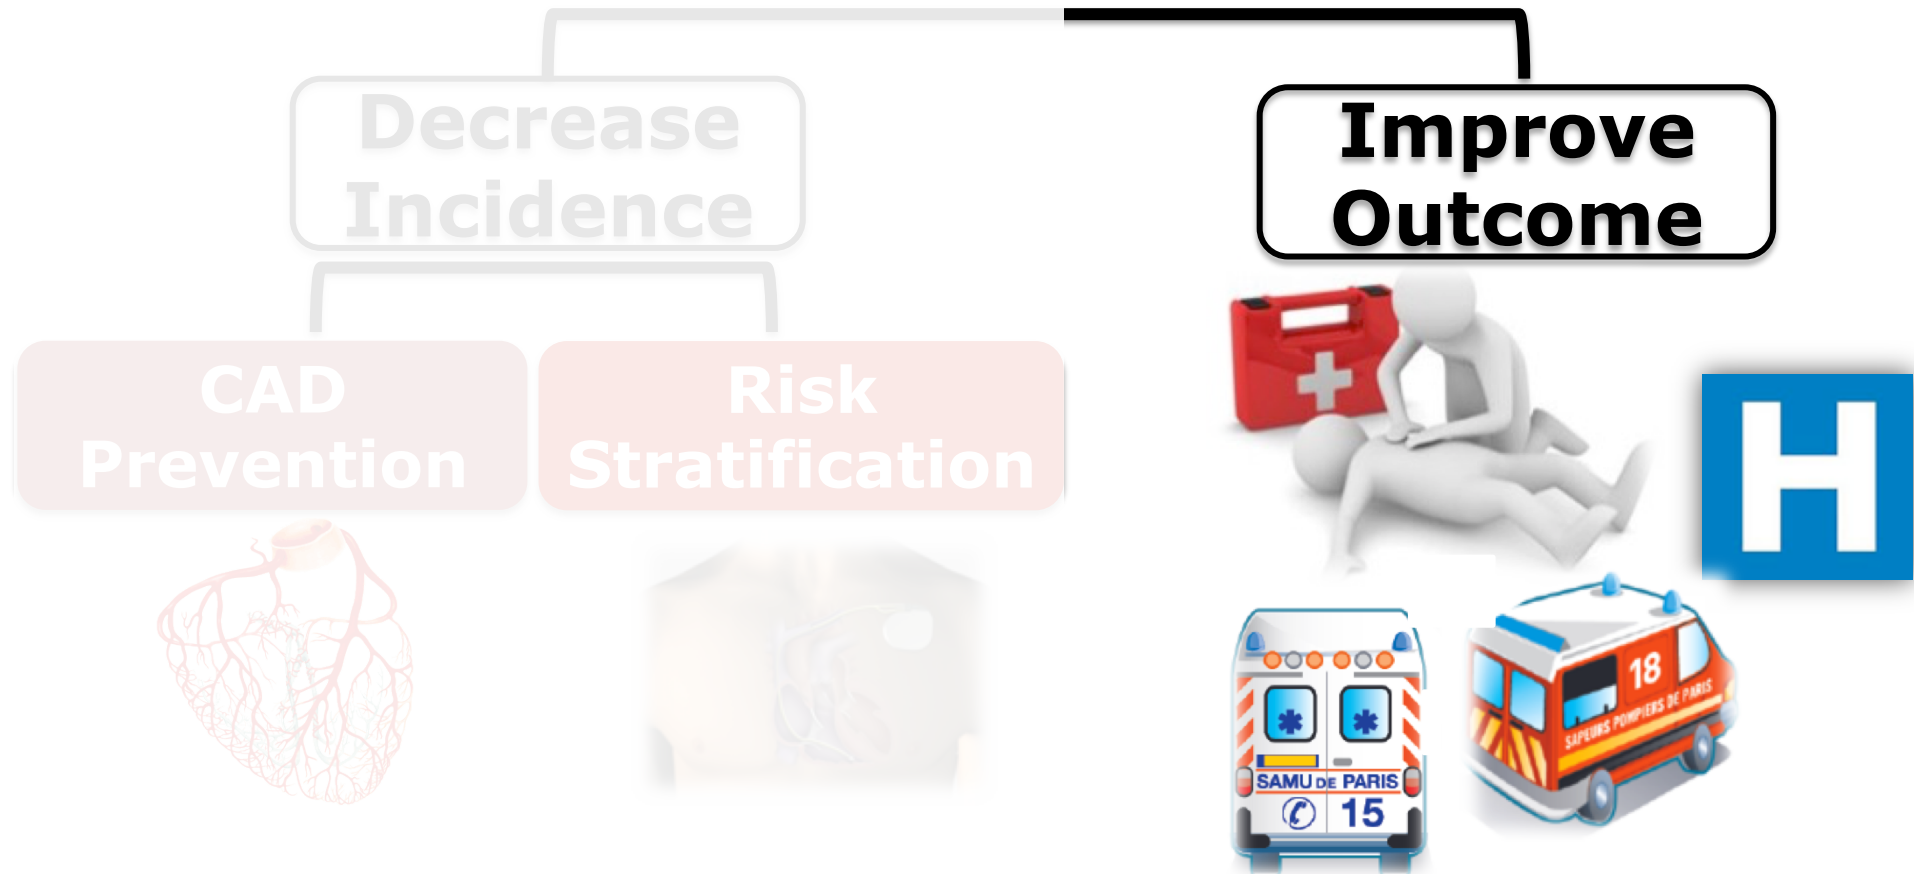 Decrease
Incidence
Improve
Outcome
CAD
Prevention
Risk
Stratification
H
SAMU DE PARIS
15
18
SAPEURS POMPIERS DE PARIS